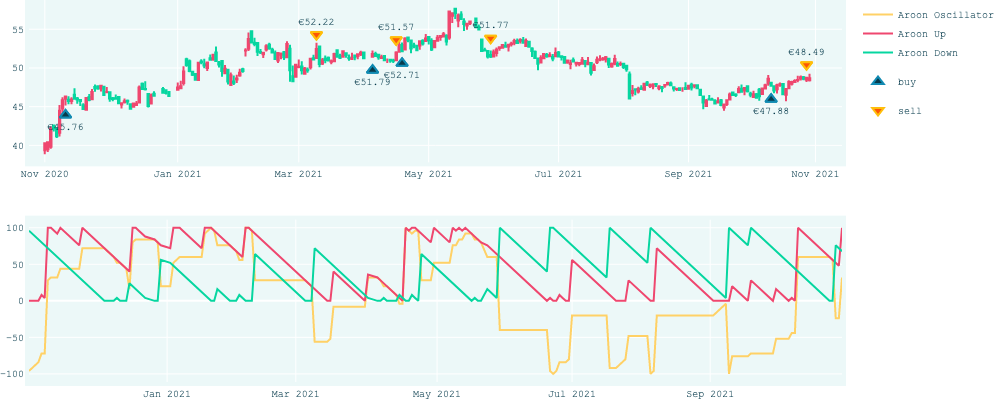 €52.22
€51.57
€51.77
€48.49
€51.79
€52.71
€47.88
55
50
45
40
Nov 2020
Jan 2021
Mar 2021
May 2021
Jul 2021
Sep 2021
Nov 2021
Aroon Oscillator
Aroon Up
Aroon Down
buy
sell
100
50
0
−50
−100
Jan 2021
Mar 2021
May 2021
Jul 2021
Sep 2021